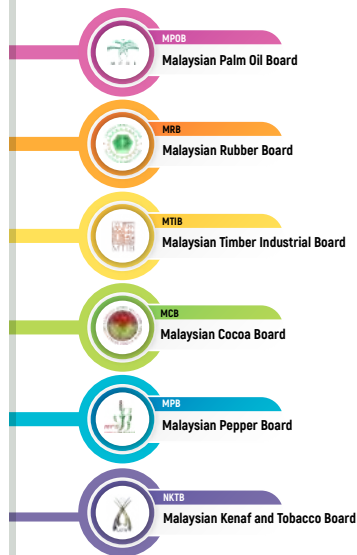 MPOB
Malaysian Palm Oil Board
MRB
Malaysian Rubber Board
MTIB
Malaysian Timber Industrial Board
MCB
Malaysian Cocoa Board
MPB
Malaysian Pepper Board
NKTB
Malaysian Kenaf and Tobacco Board